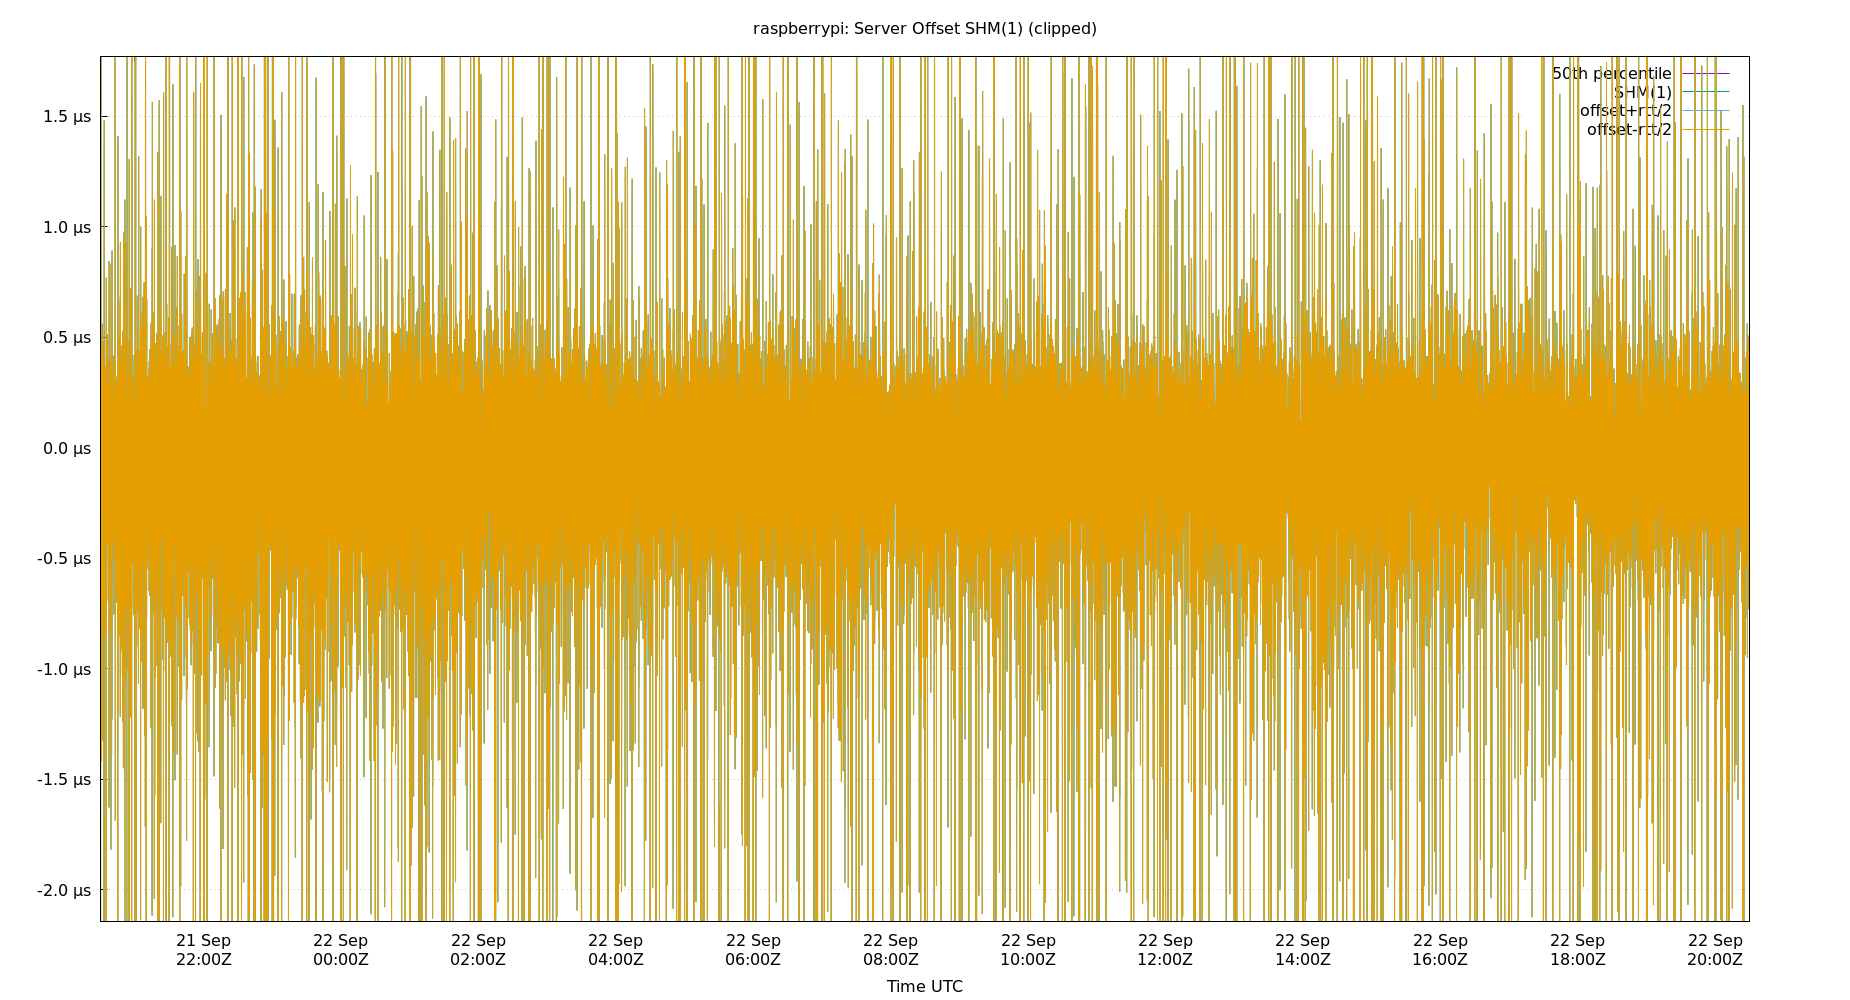 raspberrypi: Server Offset SHM(1) (clipped)
50th percentile
SHM(1)
offset+rtt/2
offset-rtt/2
1.5 µs
1.0 µs
0.5 µs
0.0 µs
-0.5 µs
-1.0 µs
-1.5 µs
-2.0 µs
21 Sep 22 Sep 22 Sep 22 Sep 22 Sep 22 Sep 22 Sep 22 Sep 22 Sep 22 Sep 22 Sep 22 Sep
22:00Z 00:00Z 02:00Z 04:00Z 06:00Z 08:00Z 10:00Z 12:00Z 14:00Z 16:00Z 18:00Z 20:00Z
Time UTC